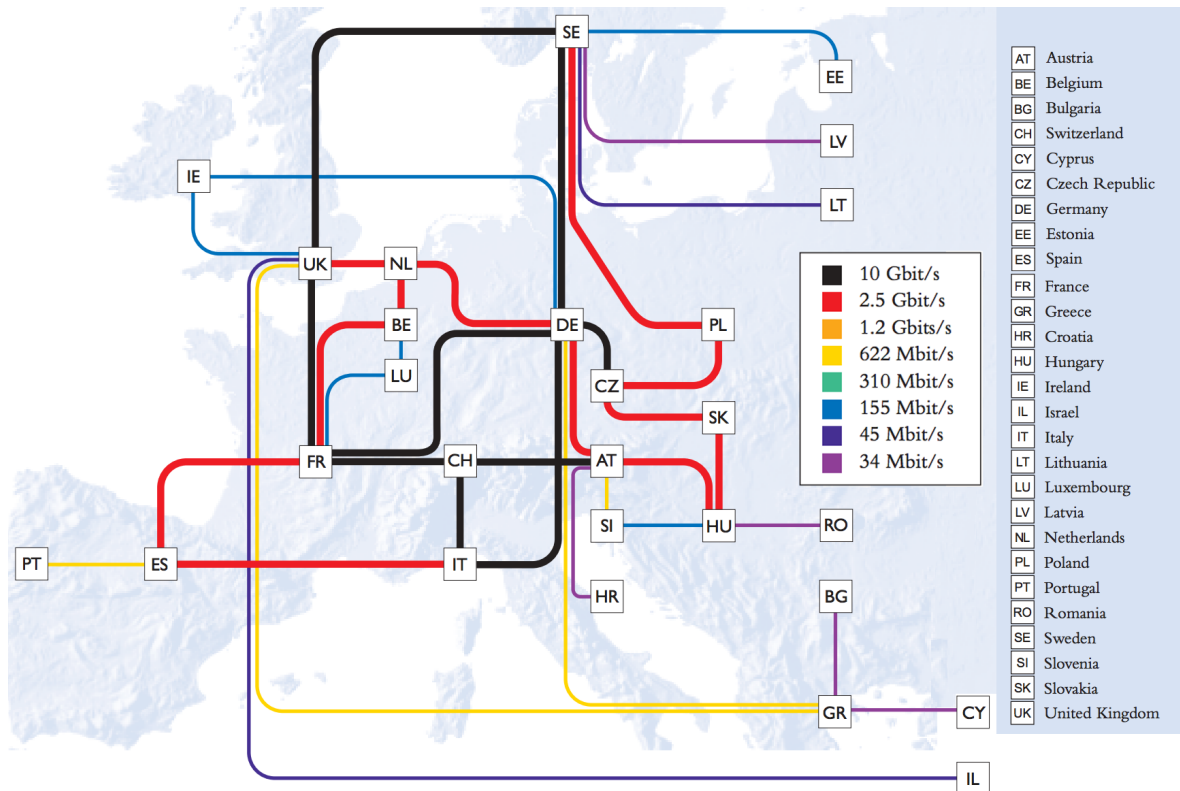 SE
EE
LV
IE
LT
UK
NL
BE
DE
PL
LU
CZ
SK
FR
CH
AT
SI
HU
RO
PT
ES
IT
HR
BG
GR
CY
IL
10 Gbit/s
2.5 Gbit/s
1.2 Gbits/s
622 Mbit/s
310 Mbit/s
155 Mbit/s
45 Mbit/s
34 Mbit/s
AT Austria
BE Belgium
BG Bulgaria
CH Switzerland
CY Cyprus
CZ Czech Republic
DE Germany
EE Estonia
ES Spain
FR France
GR Greece
HR Croatia
HU Hungary
IE Ireland
IL Israel
IT Italy
LT Lithuania
LU Luxembourg
LV Latvia
NL Netherlands
PL Poland
PT Portugal
RO Romania
SE Sweden
SI Slovenia
SK Slovakia
UK United Kingdom